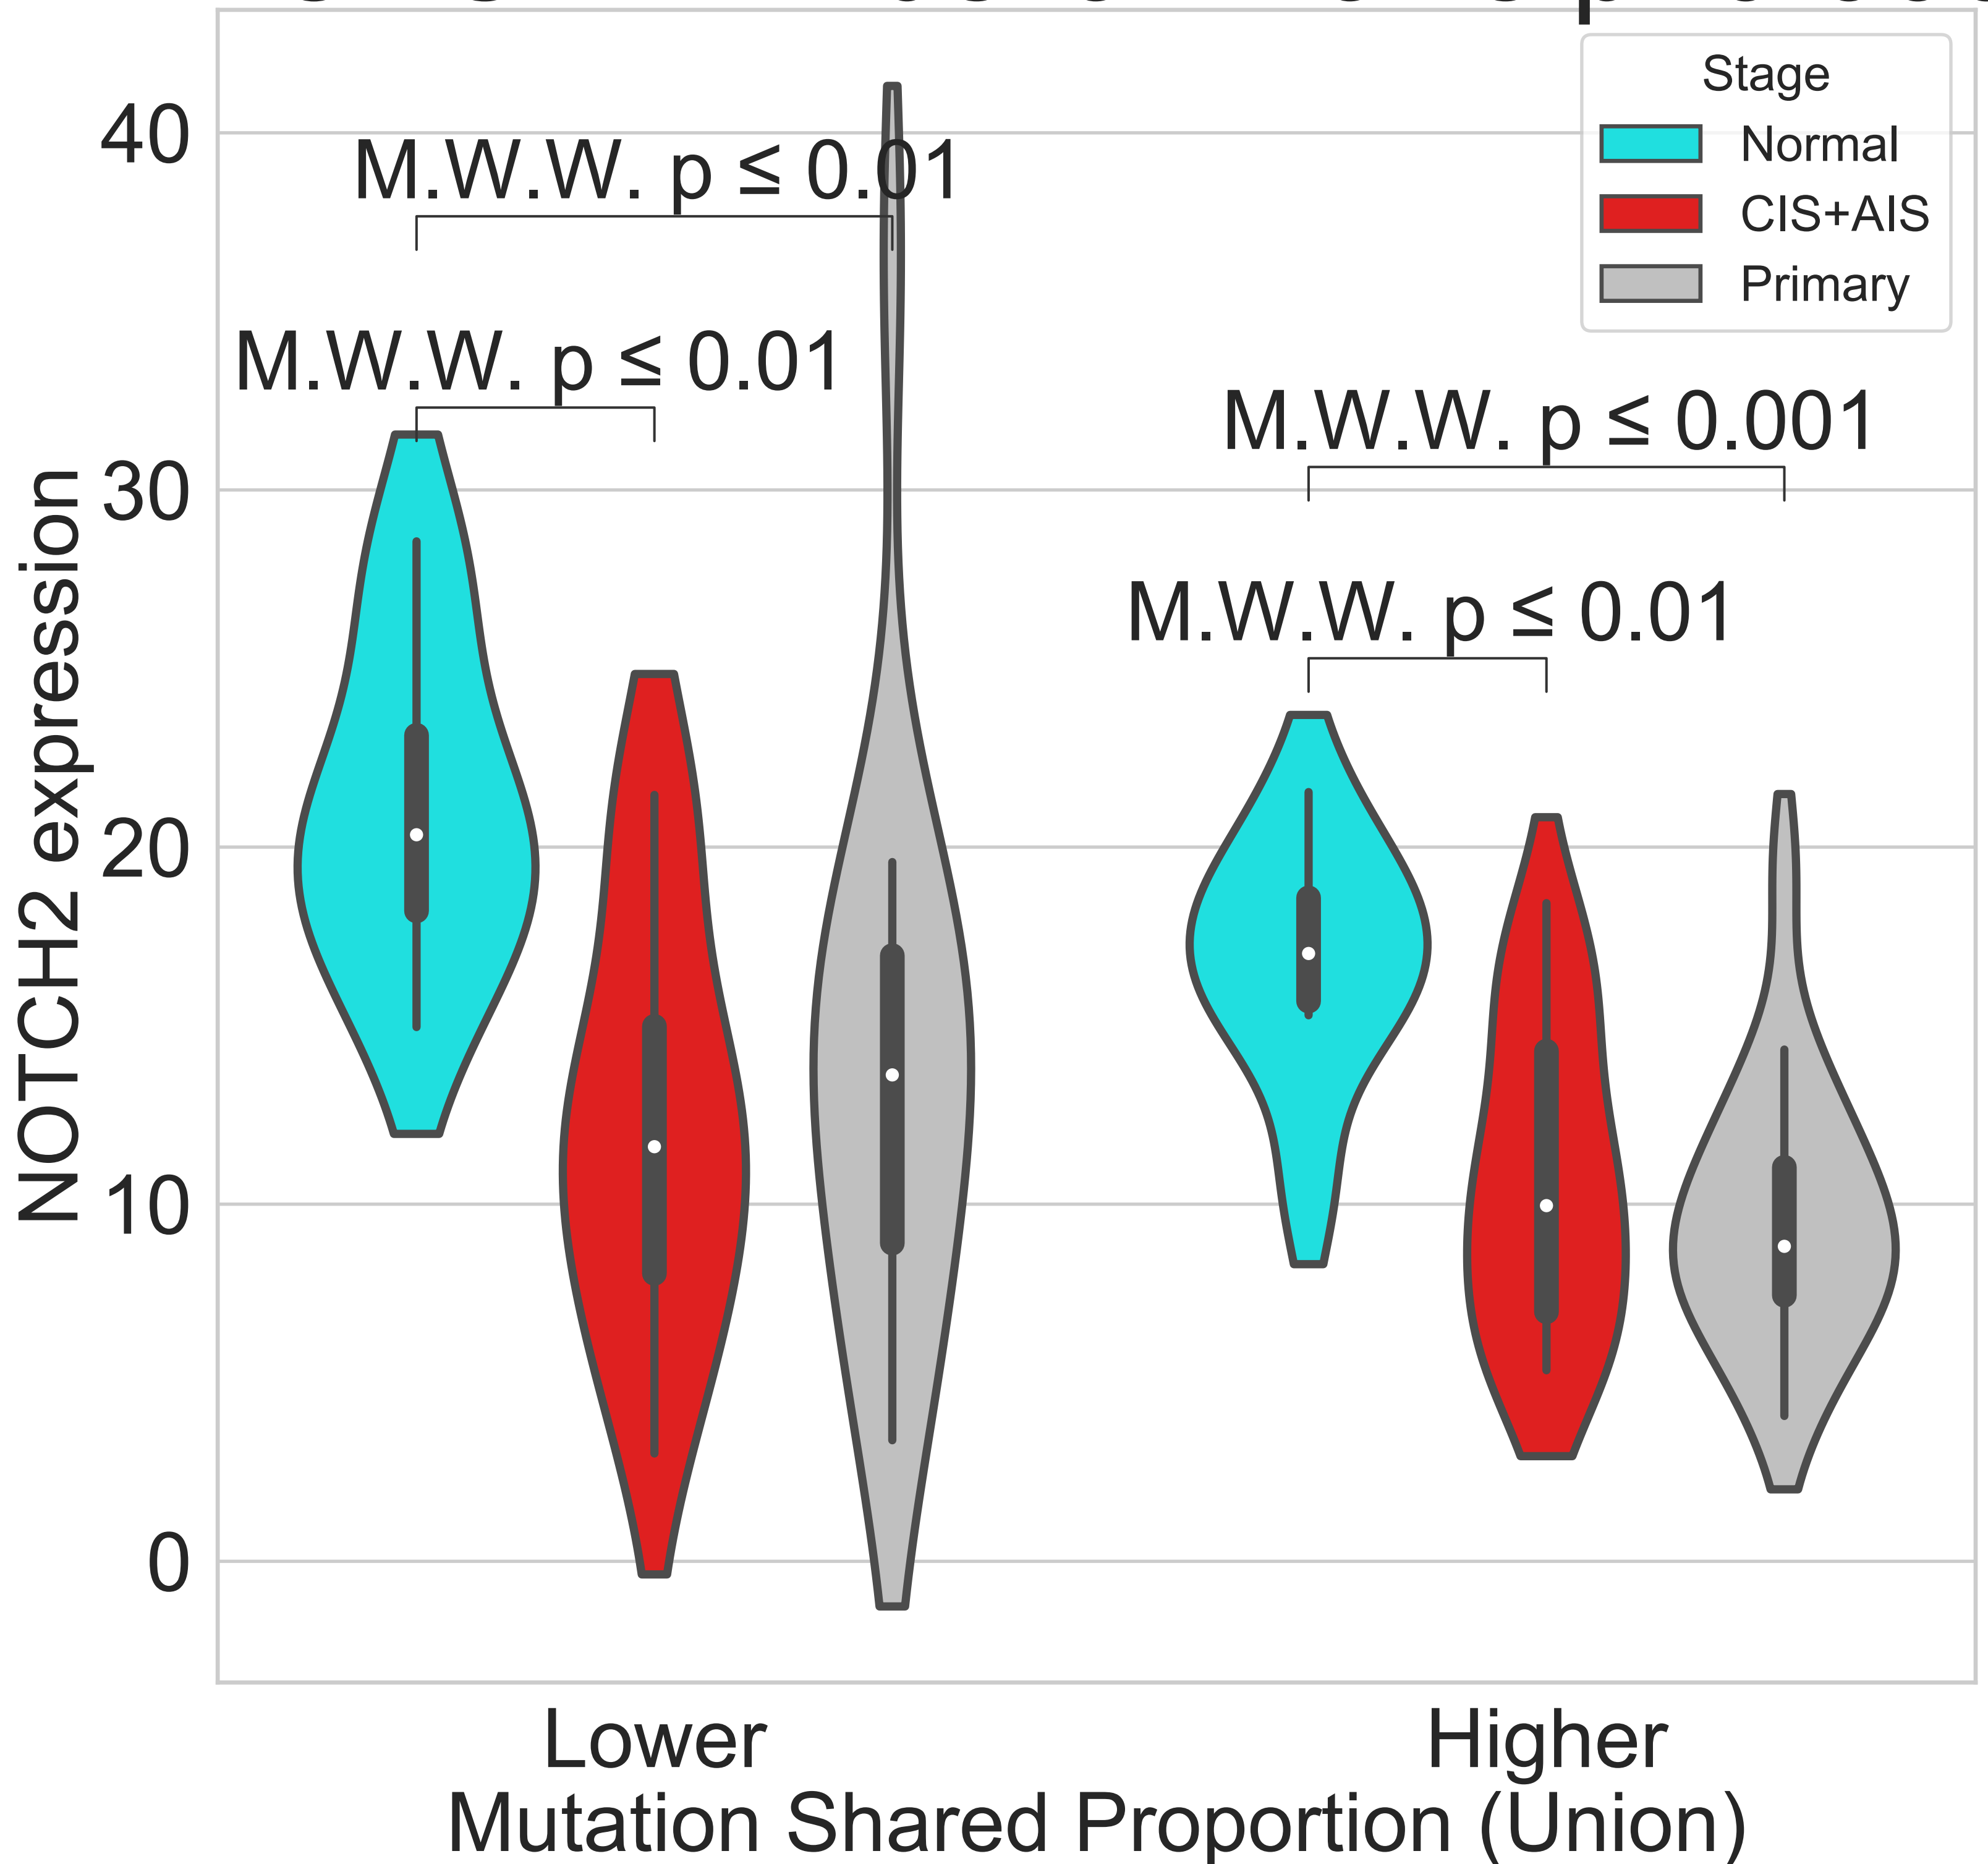 Stage
Normal
CIS+AIS
Primary
M.W.W. p ≤ 0.01
M.W.W. p ≤ 0.01
M.W.W. p ≤ 0.001
M.W.W. p ≤ 0.01
NOTCH2 expression
40
30
20
10
0
Lower
Higher
Mutation Shared Proportion (Union)